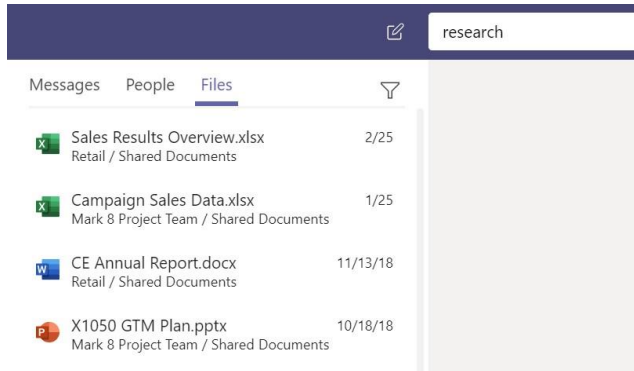 research
Messages People Files
Sales Results Overview.xlsx 2/25
Retail / Shared Documents
Campaign Sales Data.xlsx 1/25
Mark 8 Project Team / Shared Documents
CE Annual Report.docx 11/13/18
Retail / Shared Documents
X1050 GTM Plan.pptx 10/18/18
Mark 8 Project Team / Shared Documents